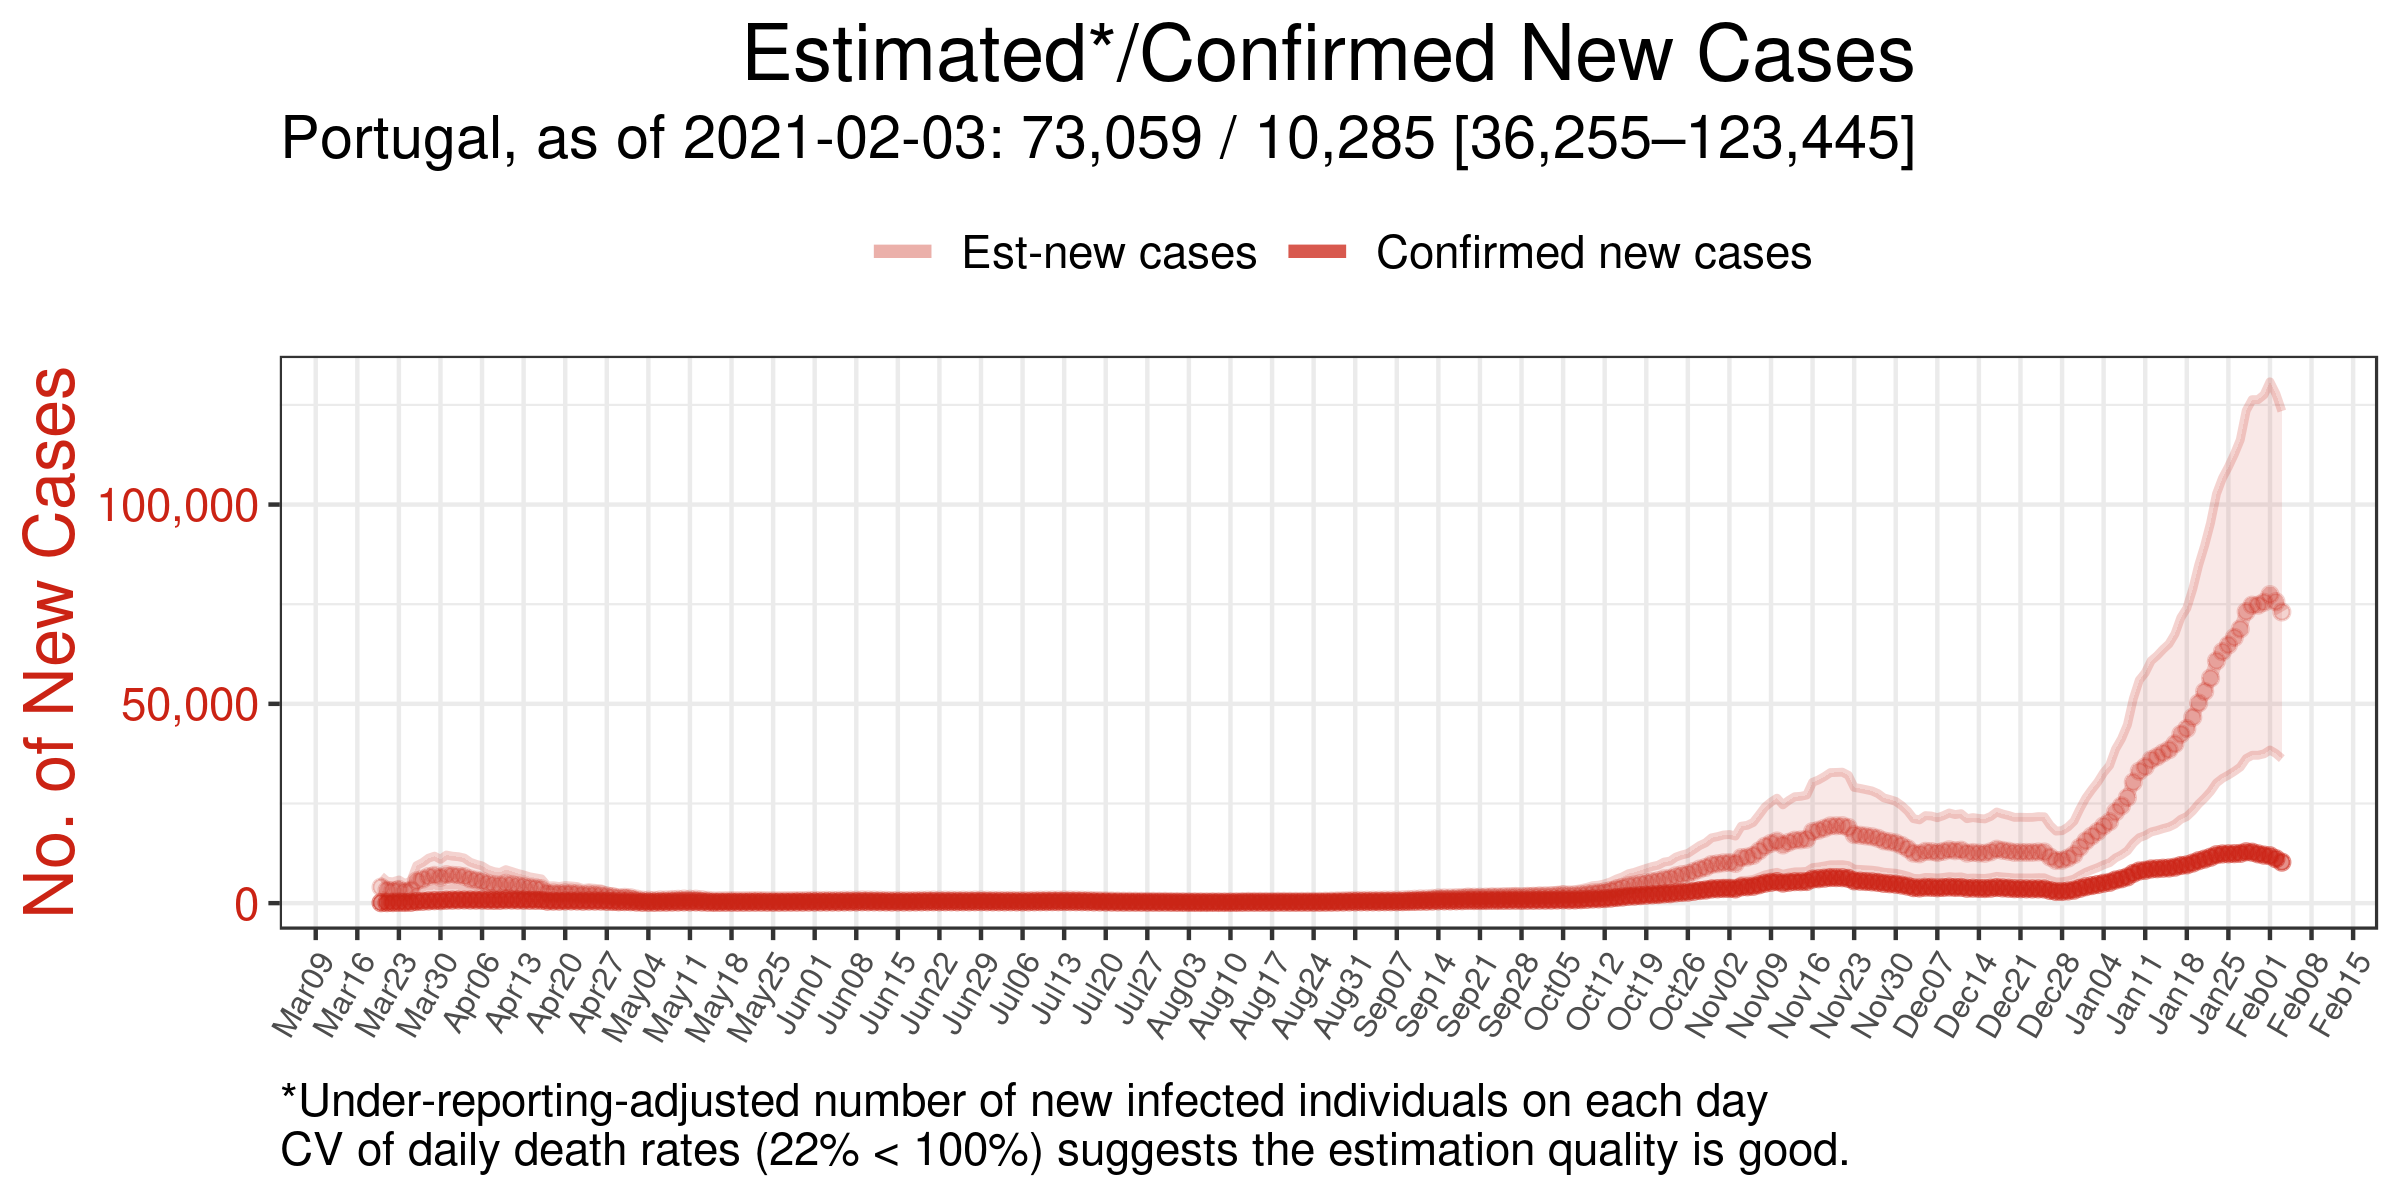 Estimated*/Confirmed New Cases
Portugal, as of 2021-02-03: 73,059 / 10,285 [36,255–123,445]
Est-new cases
Confirmed new cases
No. of New Cases
100,000
50,000
0
Mar09
Mar16
Mar23
Mar30
Apr06
Apr13
Apr20
Apr27
May04
May11
May18
May25
Jun01
Jun08
Jun15
Jun22
Jun29
Jul06
Jul13
Jul20
Jul27
Aug03
Aug10
Aug17
Aug24
Aug31
Sep07
Sep14
Sep21
Sep28
Oct05
Oct12
Oct19
Oct26
Nov02
Nov09
Nov16
Nov23
Nov30
Dec07
Dec14
Dec21
Dec28
Jan04
Jan11
Jan18
Jan25
Feb01
Feb08
Feb15
*Under-reporting-adjusted number of new infected individuals on each day
CV of daily death rates (22% < 100%) suggests the estimation quality is good.